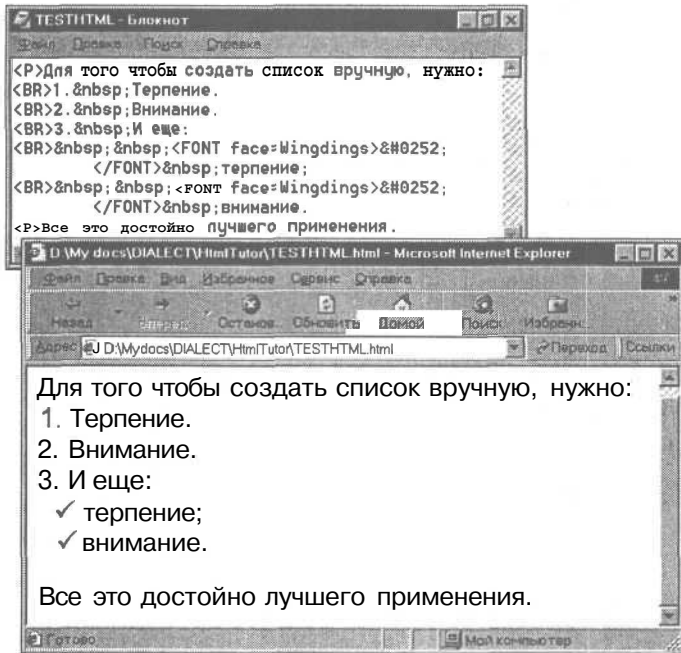 TESTHTML - Блокнот
Файл Правка Поиск Справка
<P>Для того чтобы создать список вручную, нужно:
<BR>1.&nbsp;Терпение.
<BR>2.&nbsp;Внимание.
<BR>3.&nbsp;И еще:
<BR>&nbsp;&nbsp;<FONT face=Wingdings>&#0252;
</FONT>&nbsp;терпение;
<BR>&nbsp;&nbsp;<FONT face=Wingdings>&#0252;
</FONT>&nbsp;внимание.
<P>Все это достойно лучшего применения.
D:\My docs\DIALECT\HtmlTutor\TESTHTML.html - Microsoft Internet Explorer
Файл Правка Вид Избранное Сервис Справка
Назад Останов. Обновить Домой Поиск Избранн.
Адрес D:\Mydocs\DIALECT\HtmlTutor\TESTHTML.html Переход Ссылки
Для того чтобы создать список вручную, нужно:
1. Терпение.
2. Внимание.
3. И еще:
✓ терпение;
✓ внимание.
Все это достойно лучшего применения.
Готово Мой компьютер